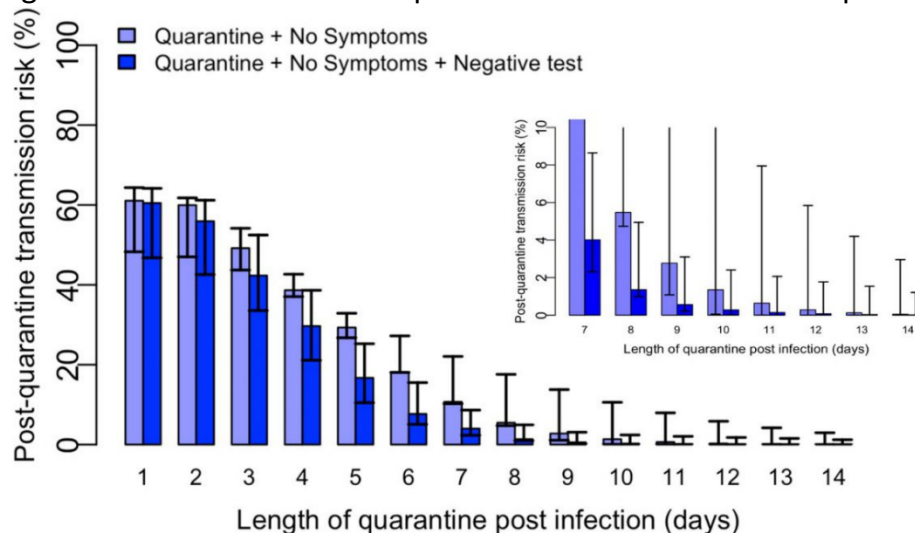 Post-quarantine transmission risk (%)
100
80
60
40
20
0
Quarantine + No Symptoms
Quarantine + No Symptoms + Negative test
1 2 3 4 5 6 7 8 9 10 11 12 13 14
Length of quarantine post infection (days)
Post-quarantine transmission risk (%)
10
8
6
4
2
0
7 8 9 10 11 12 13 14
Length of quarantine post infection (days)